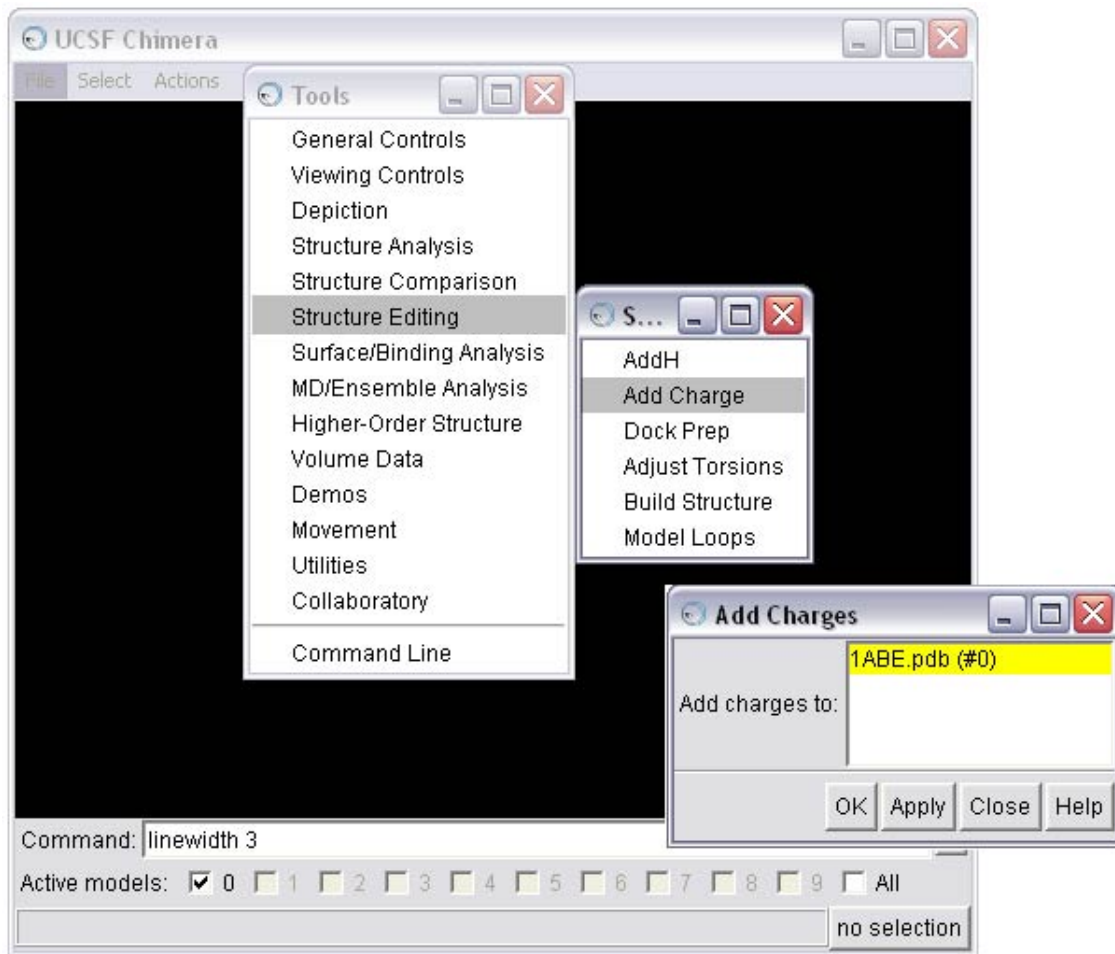 UCSF Chimera
File Select Actions
Tools
General Controls
Viewing Controls
Depiction
Structure Analysis
Structure Comparison
Structure Editing
Surface/Binding Analysis
MD/Ensemble Analysis
Higher-Order Structure
Volume Data
Demos
Movement
Utilities
Collaboratory
Command Line
S...
AddH
Add Charge
Dock Prep
Adjust Torsions
Build Structure
Model Loops
Add Charges
1ABE.pdb (#0)
Add charges to:
OK Apply Close Help
Command: linewidth 3
Active models: 0 1 2 3 4 5 6 7 8 9 All
no selection